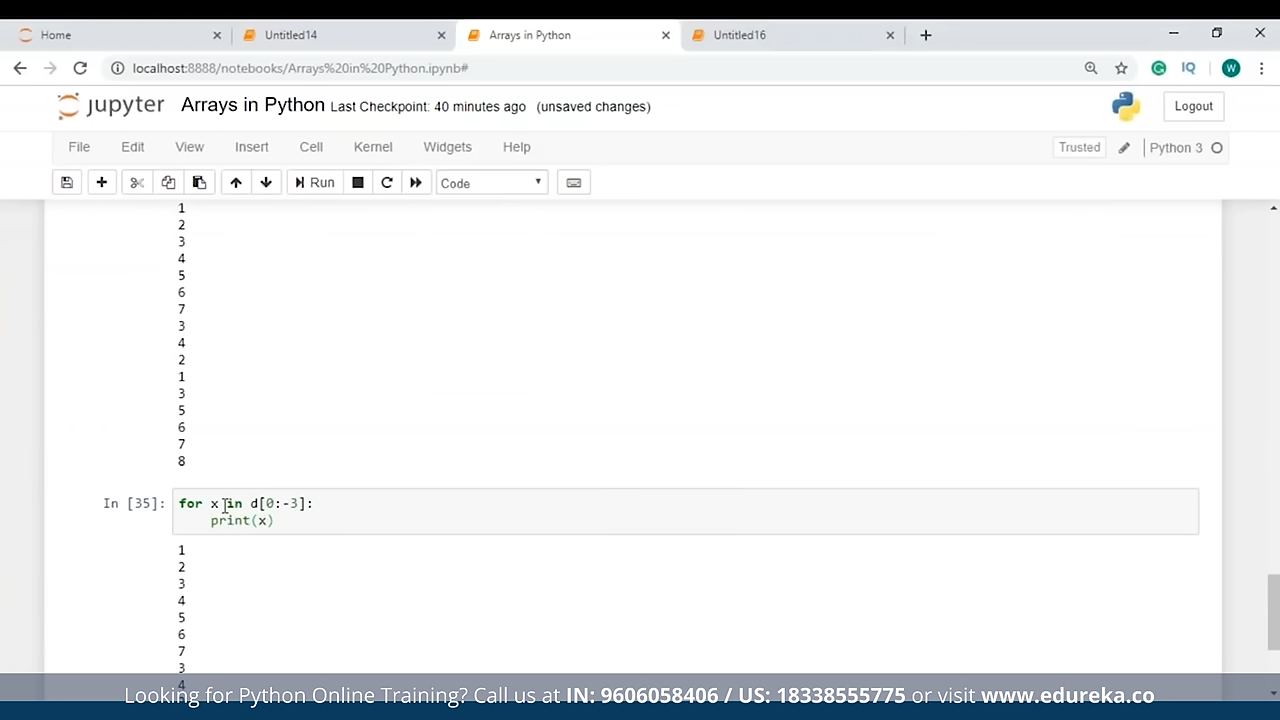 Home
Untitled14
Arrays in Python
Untitled16
localhost:8888/notebooks/Arrays%20in%20Python.ipynb#
IQ
W
jupyter Arrays in Python Last Checkpoint: 40 minutes ago (unsaved changes)
Logout
File Edit View Insert Cell Kernel Widgets Help
Trusted
Python 3
Run
Code
1
2
3
4
5
6
7
3
4
2
1
3
5
6
7
8
In [35]: for x in d[0:-3]:
print(x)
1
2
3
4
5
6
7
3
4
Looking for Python Online Training? Call us at IN: 9606058406 / US: 18338555775 or visit www.edureka.co